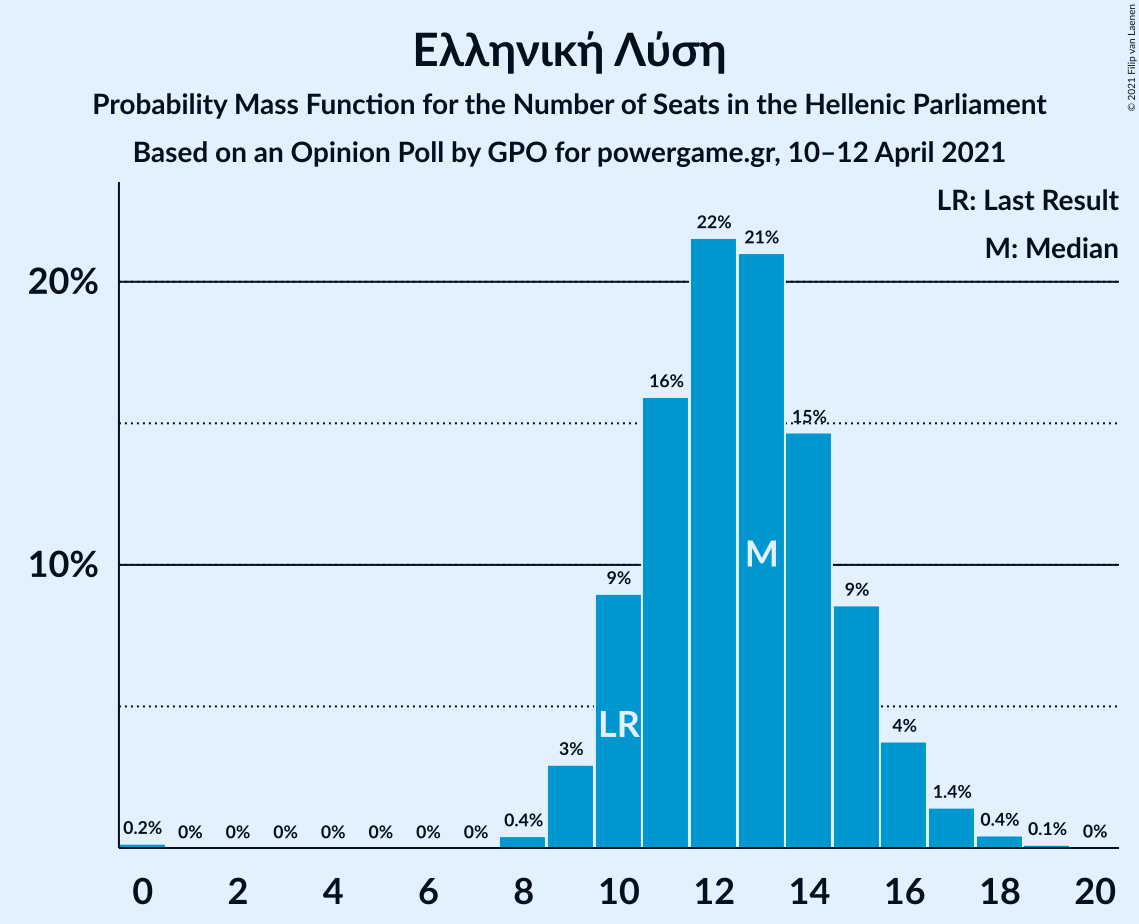 © 2021 Filip van Laenen
Ελληνική Λύση
Probability Mass Function for the Number of Seats in the Hellenic Parliament
Based on an Opinion Poll by GPO for powergame.gr, 10–12 April 2021
LR: Last Result
M: Median
20%
10%
0.2% 0% 0% 0% 0% 0% 0% 0% 0.4% 3% 9% 16% 22% 21% 15% 9% 4% 1.4% 0.4% 0.1% 0%
LR
M
0 2 4 6 8 10 12 14 16 18 20